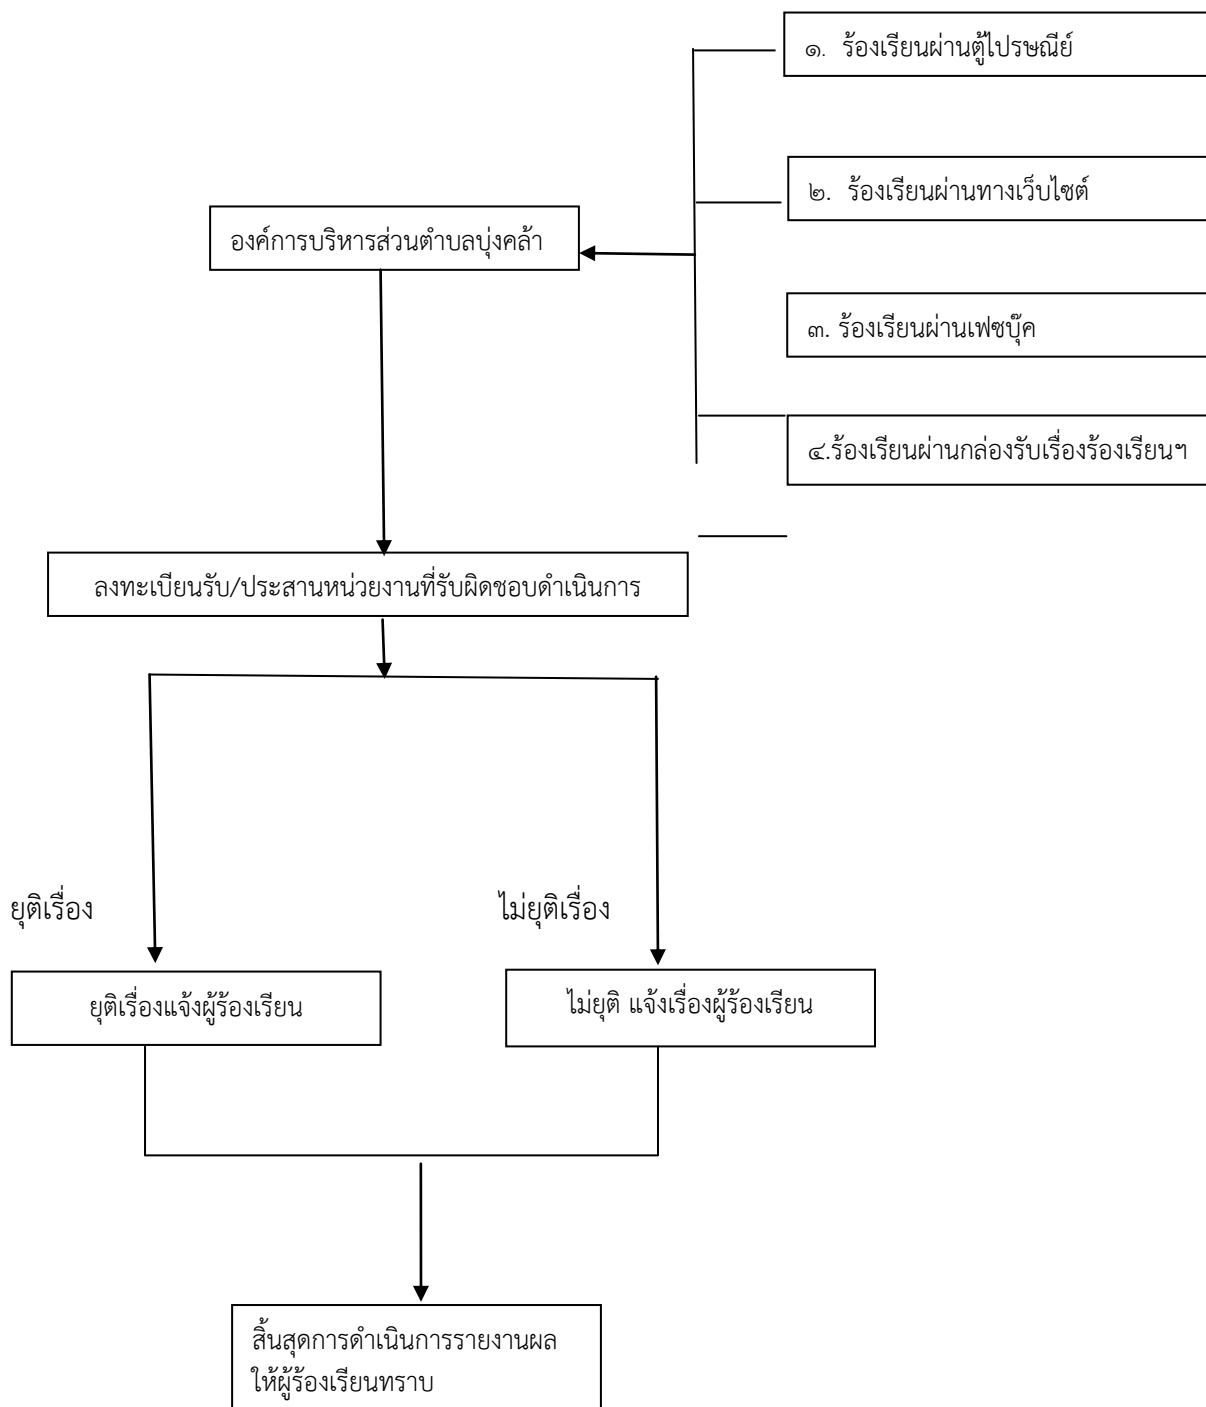 ๑. ร้องเรียนผ่านตู้ไปรษณีย์
๒. ร้องเรียนผ่านทางเว็บไซต์
องค์การบริหารส่วนตำบลบุ่งคล้า
๓. ร้องเรียนผ่านเฟซบุ๊ค
๔.ร้องเรียนผ่านกล่องรับเรื่องร้องเรียนฯ
ลงทะเบียนรับ/ประสานหน่วยงานที่รับผิดชอบดำเนินการ
ยุติเรื่อง
ไม่ยุติเรื่อง
ยุติเรื่องแจ้งผู้ร้องเรียน
ไม่ยุติ แจ้งเรื่องผู้ร้องเรียน
สิ้นสุดการดำเนินการรายงานผล
ให้ผู้ร้องเรียนทราบ